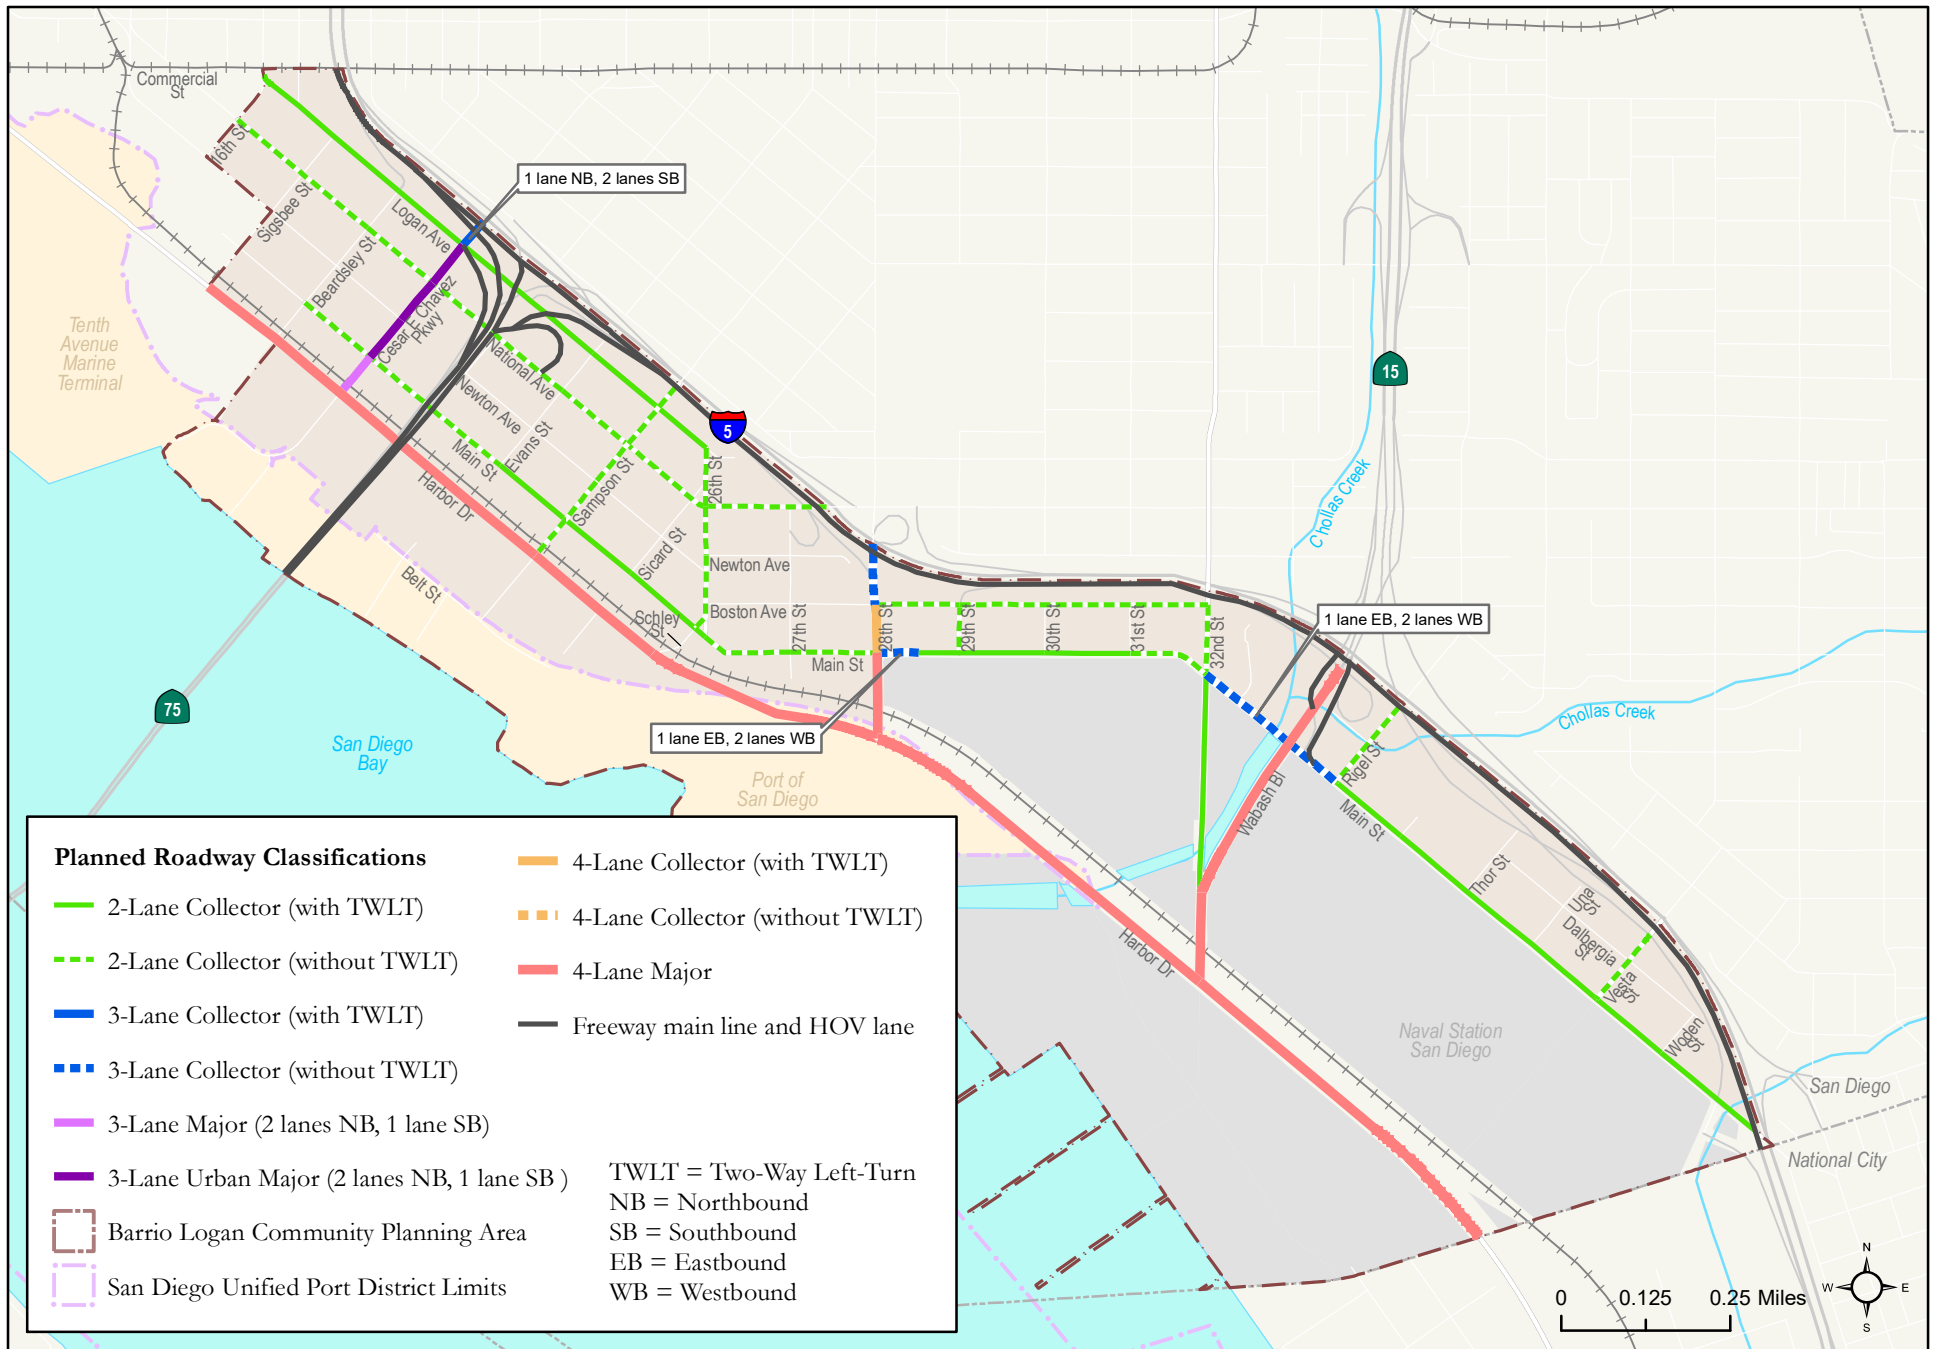 Commercial
St
16th St
Sigsbee St
Beardsley St
Logan Ave
1 lane NB, 2 lanes SB
Cesar E Chavez
Pkwy
Tenth
Avenue
Marine
Terminal
National Ave
Newton Ave
Evans St
Main St
Harbor Dr
Sampson St
Sicard St
26th St
5
15
Chollas Creek
Belt St
Newton Ave
Boston Ave
Schley
St
27th St
28th St
29th St
30th St
31st St
32nd St
Main St
1 lane EB, 2 lanes WB
1 lane EB, 2 lanes WB
Chollas Creek
75
San Diego
Bay
Port of
San Diego
Rigel St
Wabash Bl
Main St
Thor St
Una
St
Dalbergia
St
Vesta
St
Woden
St
Harbor Dr
Naval Station
San Diego
San Diego
National City
Planned Roadway Classifications
2-Lane Collector (with TWLT)
2-Lane Collector (without TWLT)
3-Lane Collector (with TWLT)
3-Lane Collector (without TWLT)
3-Lane Major (2 lanes NB, 1 lane SB)
3-Lane Urban Major (2 lanes NB, 1 lane SB )
Barrio Logan Community Planning Area
San Diego Unified Port District Limits
4-Lane Collector (with TWLT)
4-Lane Collector (without TWLT)
4-Lane Major
Freeway main line and HOV lane
TWLT = Two-Way Left-Turn
NB = Northbound
SB = Southbound
EB = Eastbound
WB = Westbound
0 0.125 0.25 Miles
N
W E
S